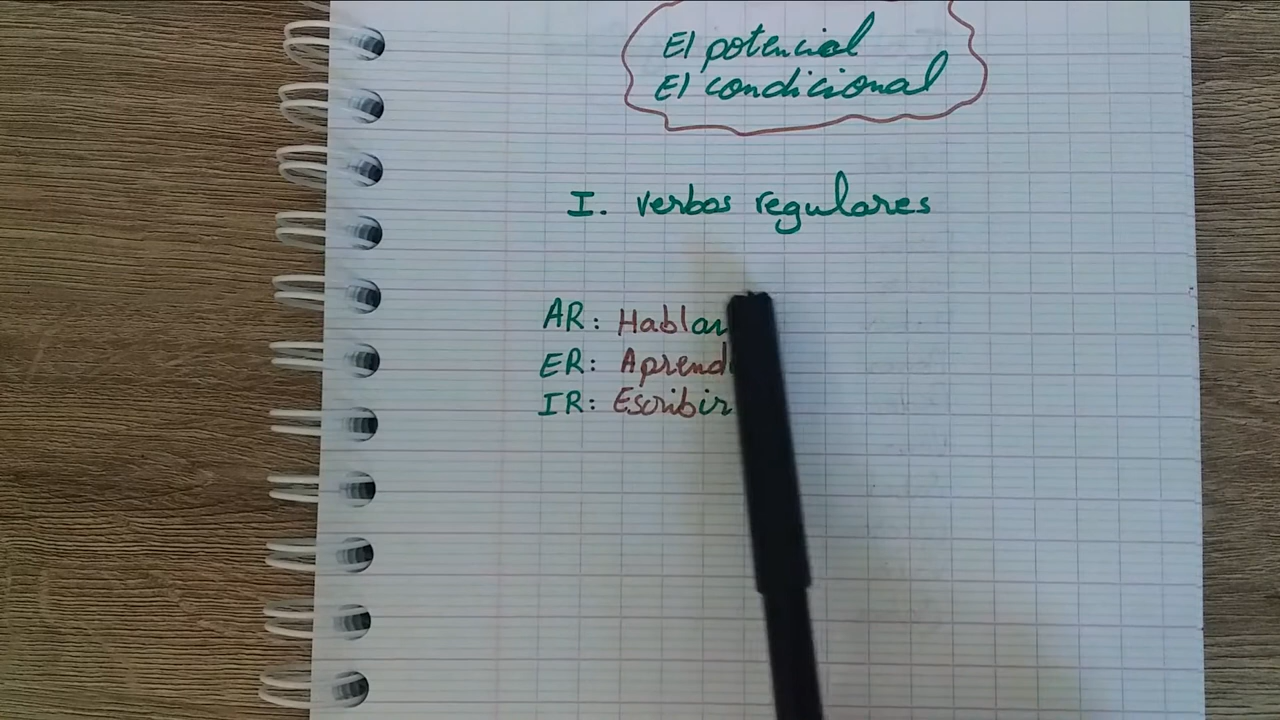 El potencial
El condicional
I. verbos regulares
AR: Hablar
ER:
IR: Escribir